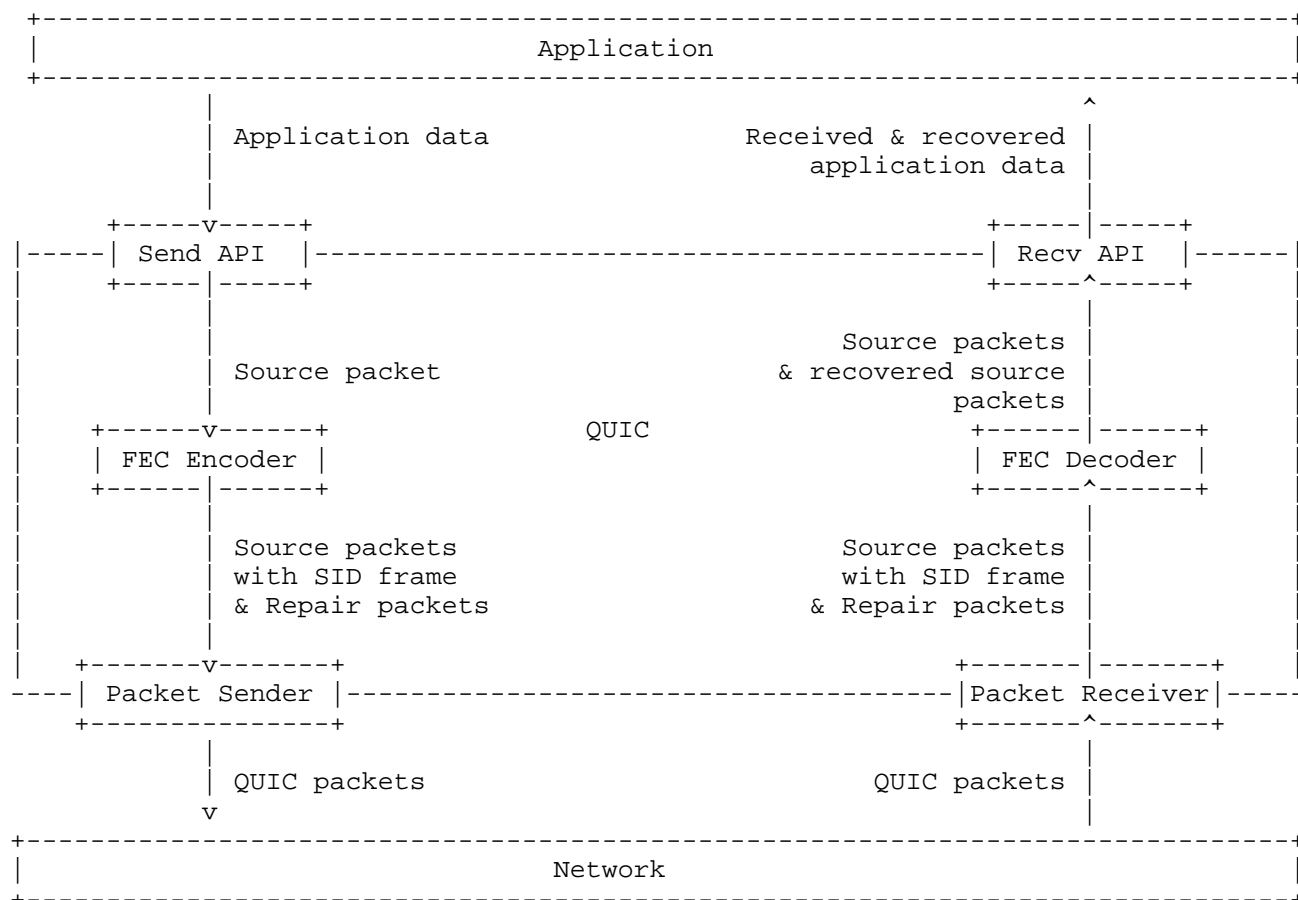 Application
Application data Received & recovered
application data
Send API Recv API
Source packets
Source packet & recovered source
packets
QUIC
FEC Encoder FEC Decoder
Source packets Source packets
with SID frame with SID frame
& Repair packets & Repair packets
Packet Sender Packet Receiver
QUIC packets QUIC packets
Network